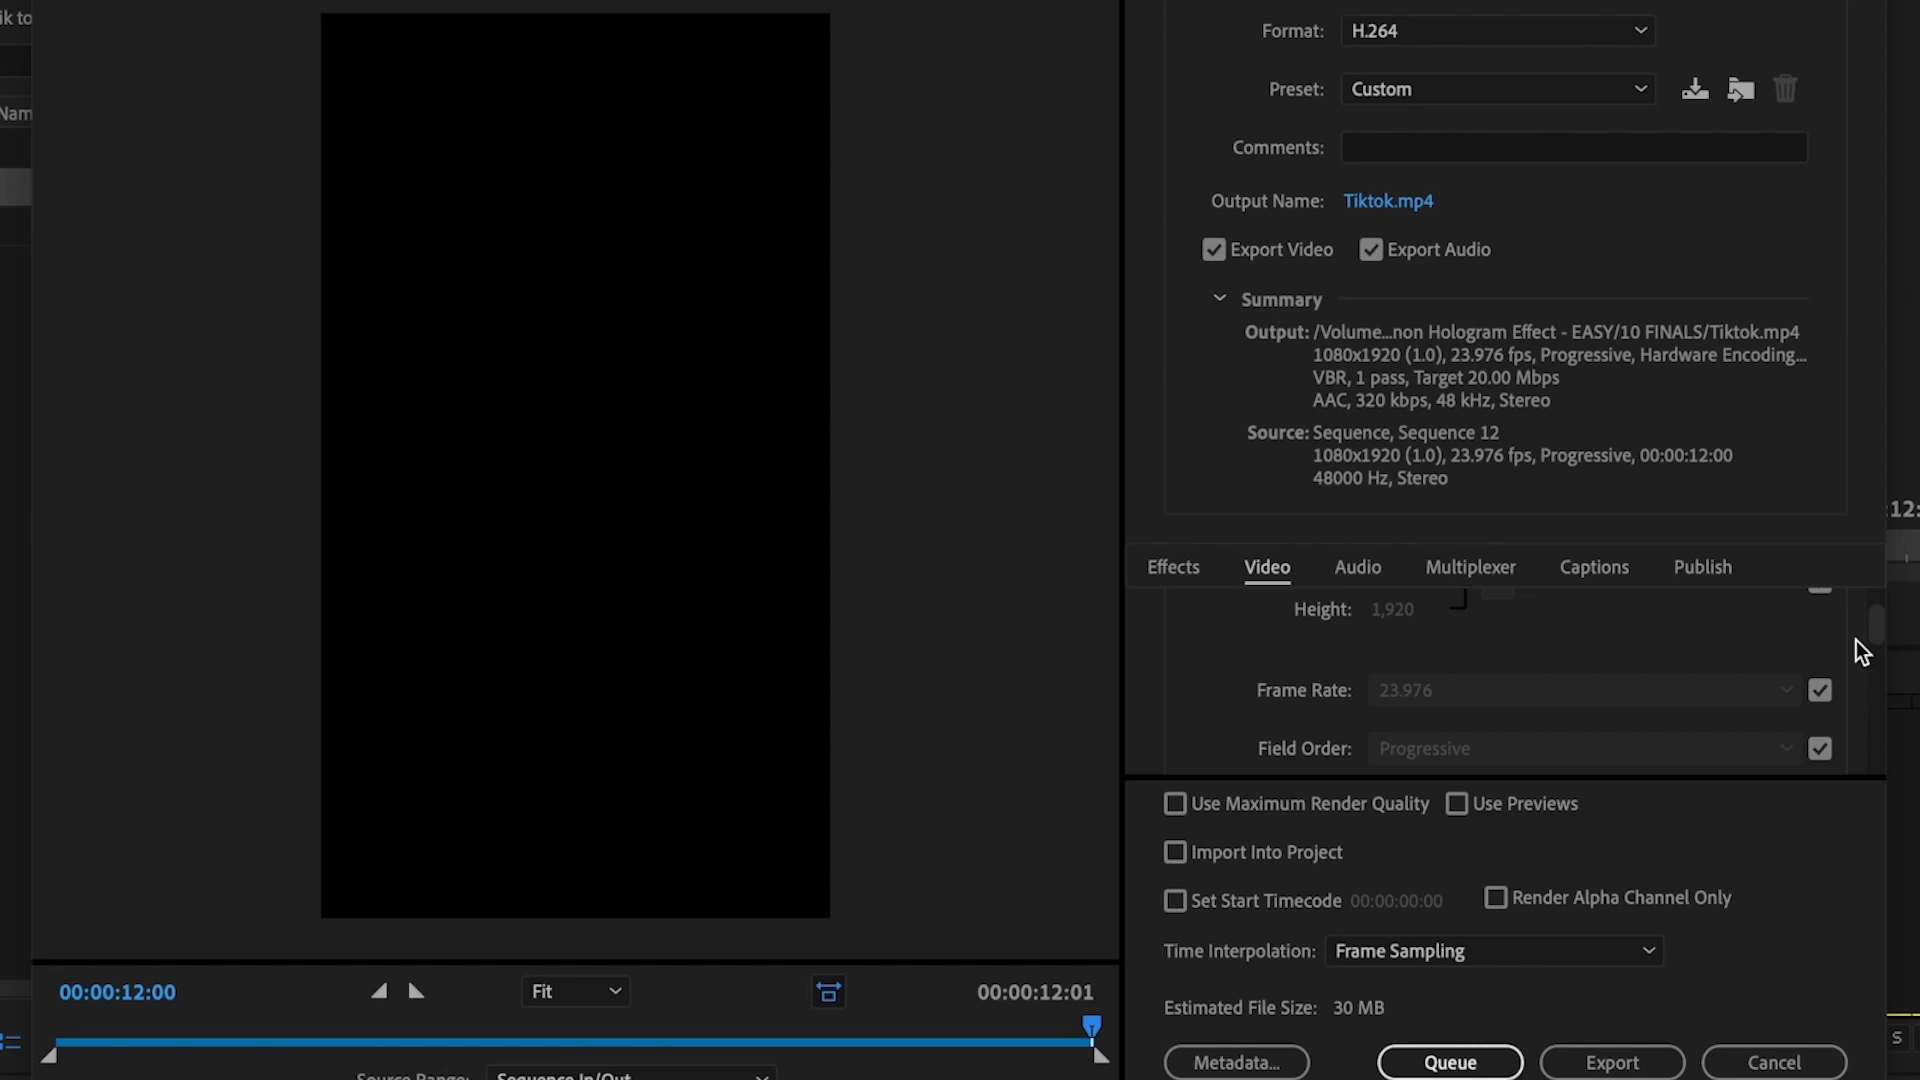 ik to
Format: H.264
Preset: Custom
Nam
Comments:
Output Name: Tiktok.mp4
Export Video Export Audio
Summary
Output: /Volume...non Hologram Effect - EASY/10 FINALS/Tiktok.mp4
1080x1920 (1.0), 23.976 fps, Progressive, Hardware Encoding...
VBR, 1 pass, Target 20.00 Mbps
AAC, 320 kbps, 48 kHz, Stereo
Source: Sequence, Sequence 12
1080x1920 (1.0), 23.976 fps, Progressive, 00:00:12:00
48000 Hz, Stereo
:12:
Effects Video Audio Multiplexer Captions Publish
Height: 1,920
Frame Rate: 23.976
Field Order: Progressive
Use Maximum Render Quality Use Previews
Import Into Project
Set Start Timecode 00:00:00:00 Render Alpha Channel Only
Time Interpolation: Frame Sampling
00:00:12:00 Fit 00:00:12:01
Estimated File Size: 30 MB
S
Metadata... Queue Export Cancel
Source Range: Sequence In/Out